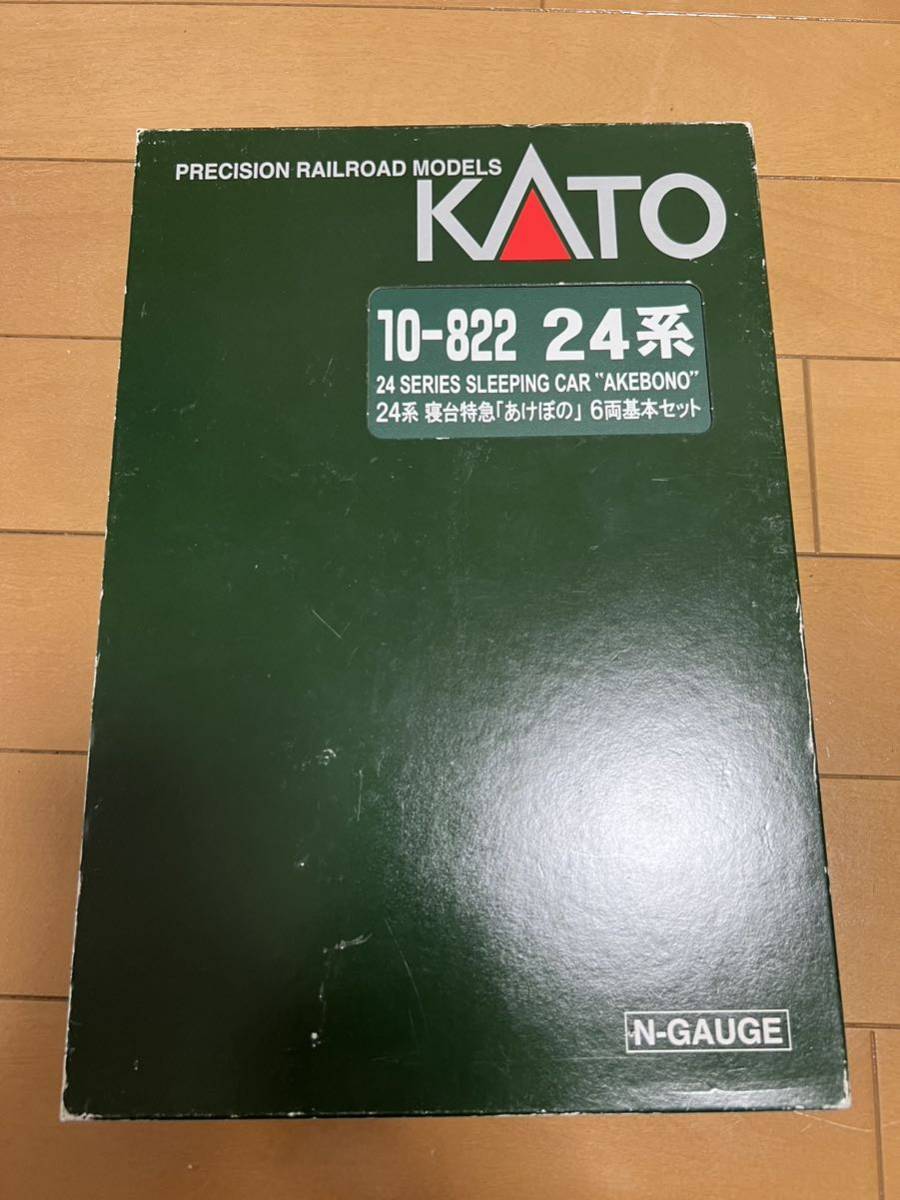 PRECISION RAILROAD MODELS
KATO
10-822 24系
24 SERIES SLEEPING CAR "AKEBONO"
24系 寝台特急「あけぼの」 6両基本セット
N-GAUGE